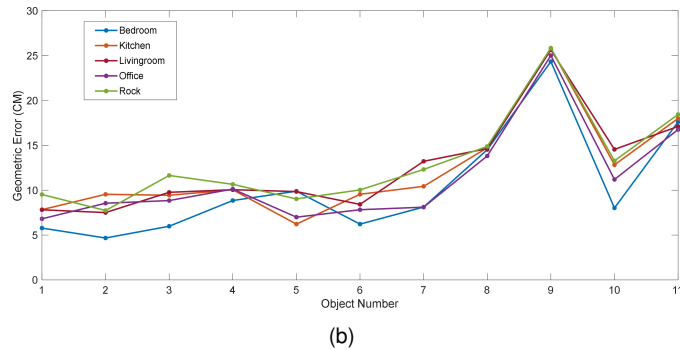 30
25
20
15
10
5
0
Geometric Error (CM)
Bedroom
Kitchen
Livingroom
Office
Rock
1 2 3 4 5 6 7 8 9 10 11
Object Number
(b)